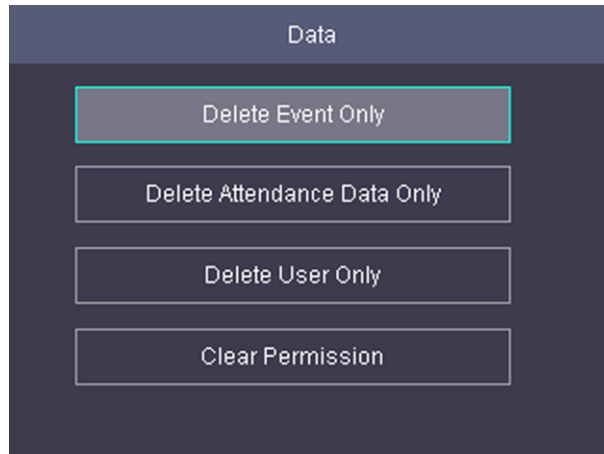 Data
Delete Event Only
Delete Attendance Data Only
Delete User Only
Clear Permission